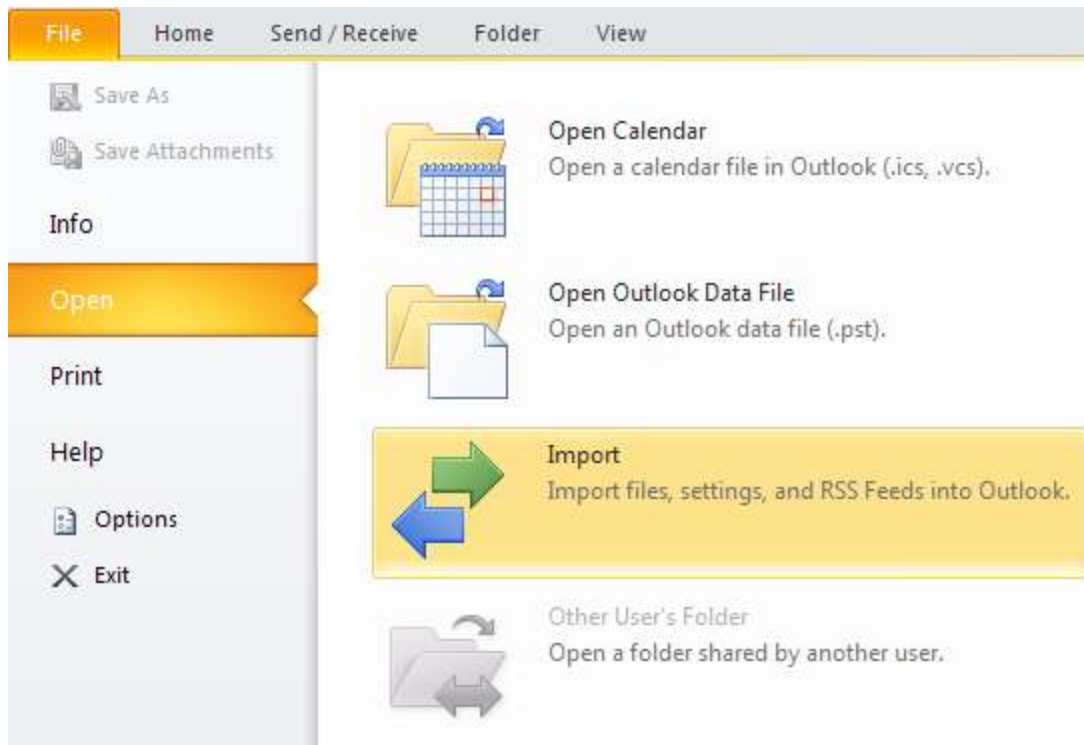 File Home Send / Receive Folder View
Save As
Save Attachments
Info
Open
Print
Help
Options
Exit
Open Calendar
Open a calendar file in Outlook (.ics, .vcs).
Open Outlook Data File
Open an Outlook data file (.pst).
Import
Import files, settings, and RSS Feeds into Outlook.
Other User's Folder
Open a folder shared by another user.